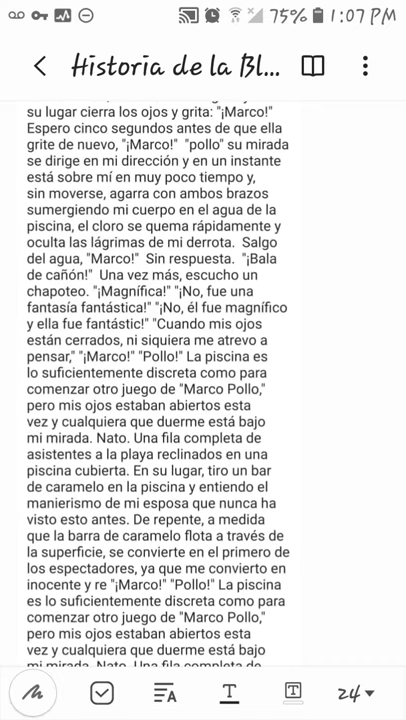 75% 1:07 PM
Historia de la Bl...
su lugar cierra los ojos y grita: "¡Marco!"
Espero cinco segundos antes de que ella
grite de nuevo, "¡Marco!" "pollo" su mirada
se dirige en mi dirección y en un instante
está sobre mí en muy poco tiempo y,
sin moverse, agarra con ambos brazos
sumergiendo mi cuerpo en el agua de la
piscina, el cloro se quema rápidamente y
oculta las lágrimas de mi derrota. Salgo
del agua, "Marco!" Sin respuesta. "¡Bala
de cañón!" Una vez más, escucho un
chapoteo. "¡Magnífica!" "¡No, fue una
fantasía fantástica!" "¡No, él fue magnífico
y ella fue fantástic!" "Cuando mis ojos
están cerrados, ni siquiera me atrevo a
pensar," "¡Marco!" "Pollo!" La piscina es
lo suficientemente discreta como para
comenzar otro juego de "Marco Pollo,"
pero mis ojos estaban abiertos esta
vez y cualquiera que duerme está bajo
mi mirada. Nato. Una fila completa de
asistentes a la playa reclinados en una
piscina cubierta. En su lugar, tiro un bar
de caramelo en la piscina y entiendo el
manierismo de mi esposa que nunca ha
visto esto antes. De repente, a medida
que la barra de caramelo flota a través de
la superficie, se convierte en el primero de
los espectadores, ya que me convierto en
inocente y re "¡Marco!" "Pollo!" La piscina
es lo suficientemente discreta como para
comenzar otro juego de "Marco Pollo,"
pero mis ojos estaban abiertos esta
vez y cualquiera que duerme está bajo
mi mirada. Nato. Una fila completa de
24